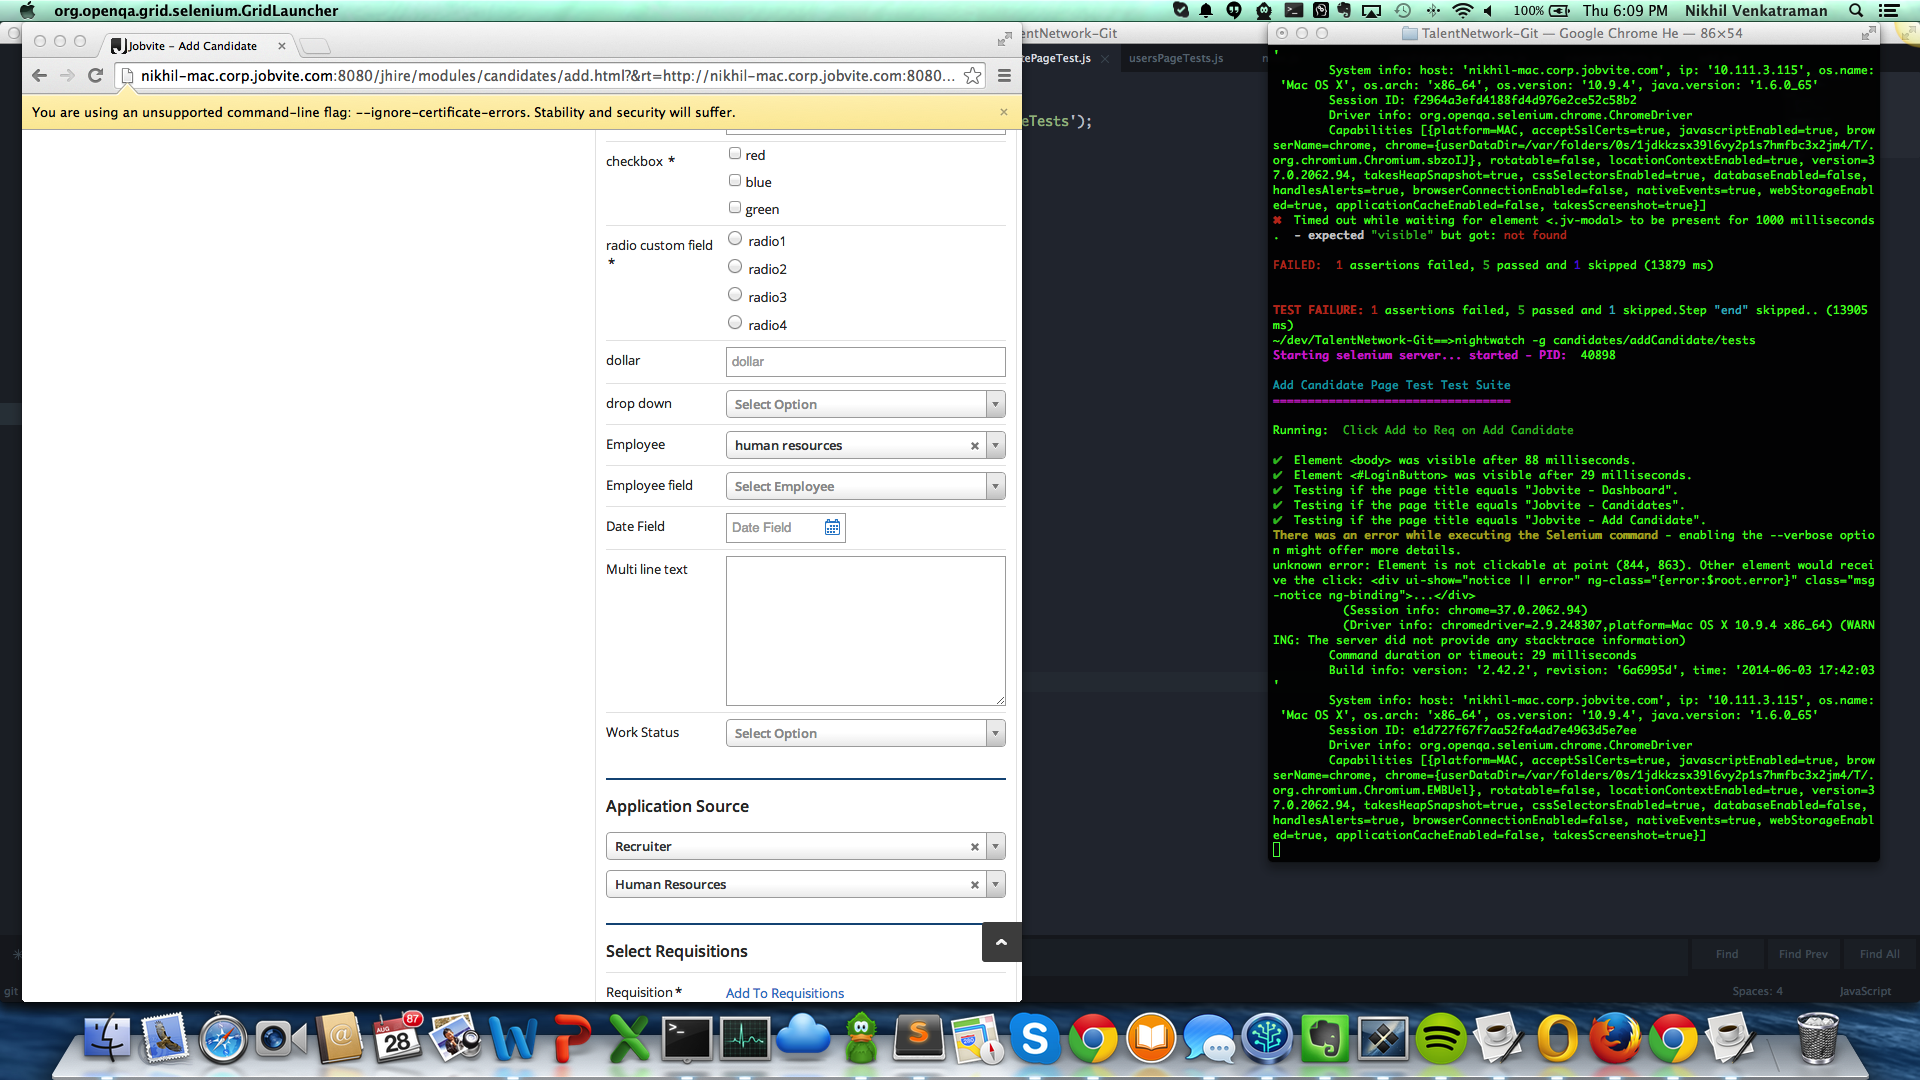 org.openqa.grid.selenium.GridLauncher
100%
Thu 6:09 PM
Nikhil Venkatraman
Jobvite - Add Candidate
nikhil-mac.corp.jobvite.com:8080/jhire/modules/candidates/add.html?&rt=http://nikhil-mac.corp.jobvite.com:8080...
You are using an unsupported command-line flag: --ignore-certificate-errors. Stability and security will suffer.
checkbox *
red
blue
green
radio custom field
*
radio1
radio2
radio3
radio4
dollar
dollar
drop down
Select Option
Employee
human resources
Employee field
Select Employee
Date Field
Date Field
Multi line text
Work Status
Select Option
Application Source
Recruiter
Human Resources
Select Requisitions
Requisition *
Add To Requisitions
entNetwork-Git
tePageTest.js
usersPageTests.js
eTests');
Find
Find Prev
Find All
git
Spaces: 4
JavaScript
TalentNetwork-Git — Google Chrome He — 86×54
'
System info: host: 'nikhil-mac.corp.jobvite.com', ip: '10.111.3.115', os.name:
'Mac OS X', os.arch: 'x86_64', os.version: '10.9.4', java.version: '1.6.0_65'
Session ID: f2964a3efd4188fd4d976e2ce52c58b2
Driver info: org.openqa.selenium.chrome.ChromeDriver
Capabilities [{platform=MAC, acceptSslCerts=true, javascriptEnabled=true, brow
serName=chrome, chrome={userDataDir=/var/folders/0s/1jdkkzsx39l6vy2p1s7hmfbc3x2jm4/T/.
org.chromium.Chromium.sbzoIJ}, rotatable=false, locationContextEnabled=true, version=3
7.0.2062.94, takesHeapSnapshot=true, cssSelectorsEnabled=true, databaseEnabled=false,
handlesAlerts=true, browserConnectionEnabled=false, nativeEvents=true, webStorageEnabl
ed=true, applicationCacheEnabled=false, takesScreenshot=true}]
✖ Timed out while waiting for element <.jv-modal> to be present for 1000 milliseconds
. - expected "visible" but got: not found
FAILED: 1 assertions failed, 5 passed and 1 skipped (13879 ms)
TEST FAILURE: 1 assertions failed, 5 passed and 1 skipped.Step "end" skipped.. (13905
ms)
~/dev/TalentNetwork-Git==>nightwatch -g candidates/addCandidate/tests
Starting selenium server... started - PID: 40898
Add Candidate Page Test Test Suite
==================================
Running: Click Add to Req on Add Candidate
✔ Element <body> was visible after 88 milliseconds.
✔ Element <#LoginButton> was visible after 29 milliseconds.
✔ Testing if the page title equals "Jobvite - Dashboard".
✔ Testing if the page title equals "Jobvite - Candidates".
✔ Testing if the page title equals "Jobvite - Add Candidate".
There was an error while executing the Selenium command - enabling the --verbose optio
n might offer more details.
unknown error: Element is not clickable at point (844, 863). Other element would recei
ve the click: <div ui-show="notice || error" ng-class="{error:$root.error}" class="msg
-notice ng-binding">...</div>
(Session info: chrome=37.0.2062.94)
(Driver info: chromedriver=2.9.248307,platform=Mac OS X 10.9.4 x86_64) (WARN
ING: The server did not provide any stacktrace information)
Command duration or timeout: 29 milliseconds
Build info: version: '2.42.2', revision: '6a6995d', time: '2014-06-03 17:42:03
'
System info: host: 'nikhil-mac.corp.jobvite.com', ip: '10.111.3.115', os.name:
'Mac OS X', os.arch: 'x86_64', os.version: '10.9.4', java.version: '1.6.0_65'
Session ID: e1d727f67f7aa52fa4ad7e4963d5e7ee
Driver info: org.openqa.selenium.chrome.ChromeDriver
Capabilities [{platform=MAC, acceptSslCerts=true, javascriptEnabled=true, brow
serName=chrome, chrome={userDataDir=/var/folders/0s/1jdkkzsx39l6vy2p1s7hmfbc3x2jm4/T/.
org.chromium.Chromium.EMBUel}, rotatable=false, locationContextEnabled=true, version=3
7.0.2062.94, takesHeapSnapshot=true, cssSelectorsEnabled=true, databaseEnabled=false,
handlesAlerts=true, browserConnectionEnabled=false, nativeEvents=true, webStorageEnabl
ed=true, applicationCacheEnabled=false, takesScreenshot=true}]
AUG
28
87